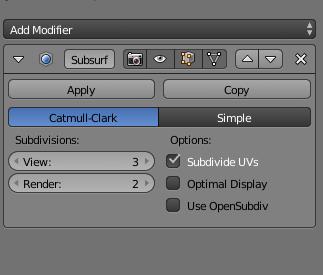 Add Modifier
Subsurf
Apply Copy
Catmull-Clark Simple
Subdivisions: Options:
View: 3 Subdivide UVs
Render: 2 Optimal Display
Use OpenSubdiv